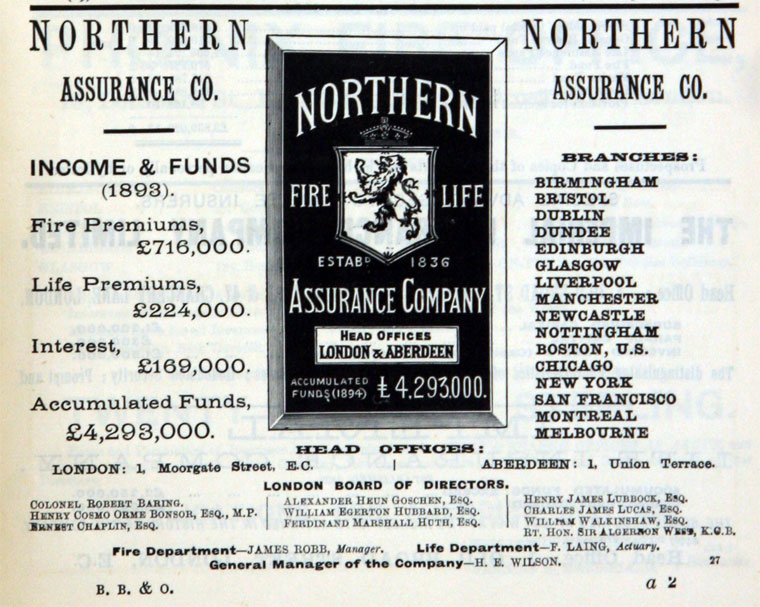 NORTHERN
ASSURANCE CO.
INCOME & FUNDS
(1893).
Fire Premiums,
£716,000.
Life Premiums,
£224,000.
Interest,
£169,000.
Accumulated Funds,
£4,293,000.
NORTHERN
FIRE LIFE
ESTABD 1836
ASSURANCE COMPANY
HEAD OFFICES
LONDON & ABERDEEN
ACCUMULATED
FUNDS (1894) £4,293,000.
NORTHERN
ASSURANCE CO.
BRANCHES:
BIRMINGHAM
BRISTOL
DUBLIN
DUNDEE
EDINBURGH
GLASGOW
LIVERPOOL
MANCHESTER
NEWCASTLE
NOTTINGHAM
BOSTON, U.S.
CHICAGO
NEW YORK
SAN FRANCISCO
MONTREAL
MELBOURNE
HEAD OFFICES:
LONDON: 1, Moorgate Street, E.C. ABERDEEN: 1, Union Terrace.
LONDON BOARD OF DIRECTORS.
COLONEL ROBERT BARING.
HENRY COSMO ORME BONSOR, ESQ., M.P.
ERNEST CHAPLIN, ESQ.
ALEXANDER HEUN GOSCHEN, ESQ.
WILLIAM EGERTON HUBBARD, ESQ.
FERDINAND MARSHALL HUTH, ESQ.
HENRY JAMES LUBBOCK, ESQ.
CHARLES JAMES LUCAS, ESQ.
WILLIAM WALKINSHAW, ESQ.
RT. HON. SIR ALGERNON WEST, K.C.B.
Fire Department—JAMES ROBB, Manager. Life Department—F. LAING, Actuary.
General Manager of the Company—H. E. WILSON. 27
B. B. & O. a 2